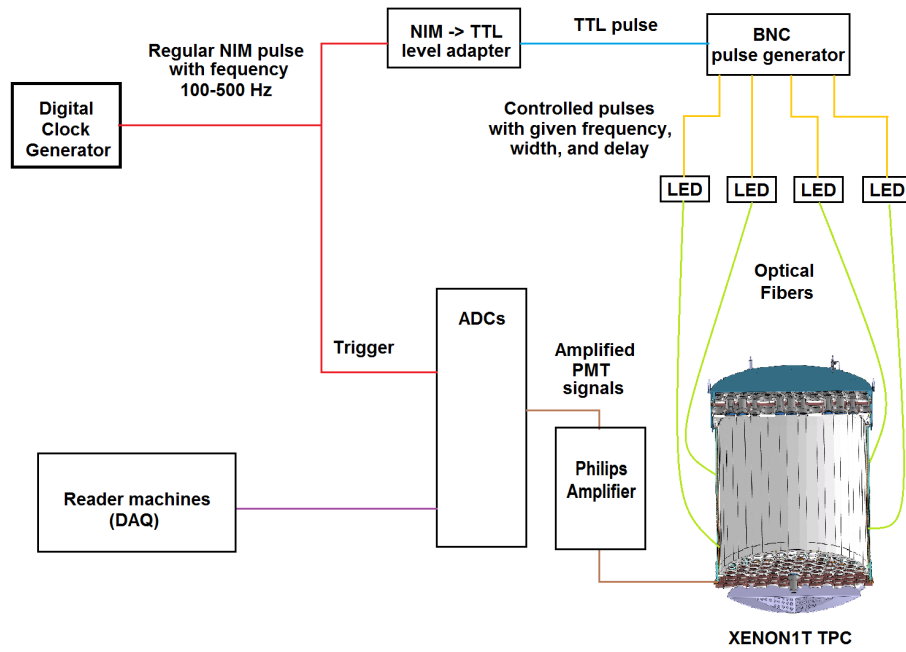 Regular NIM pulse
with fequency
100-500 Hz
NIM -> TTL
level adapter
TTL pulse
BNC
pulse generator
Digital
Clock
Generator
Controlled pulses
with given frequency,
width, and delay
LED
LED
LED
LED
Optical
Fibers
ADCs
Trigger
Amplified
PMT
signals
Philips
Amplifier
Reader machines
(DAQ)
XENON1T TPC